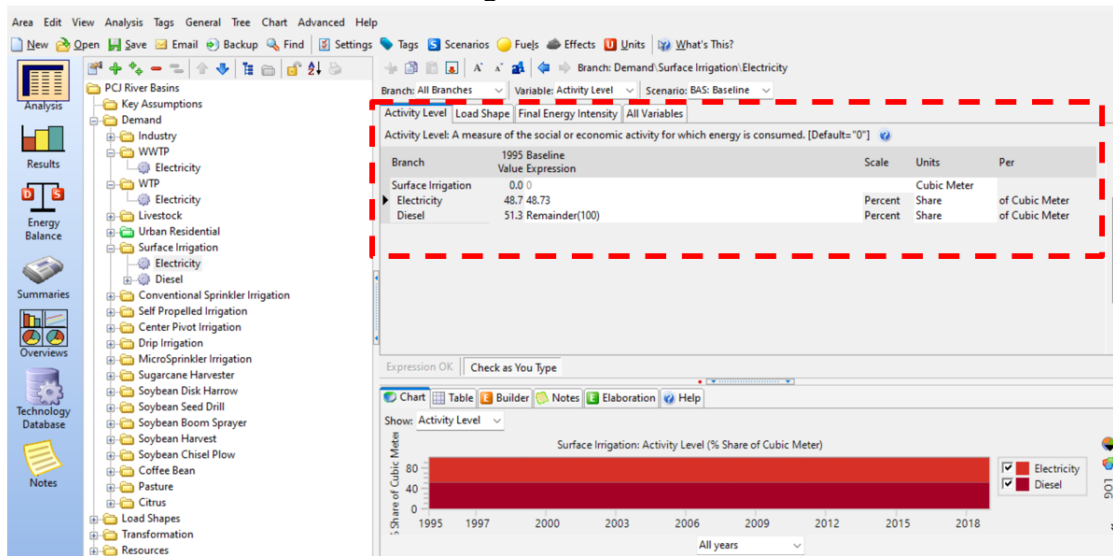 Area Edit View Analysis Tags General Tree Chart Advanced Help
New Open Save Email Backup Find Settings Tags Scenarios Fuels Effects Units What's This?
Branch: Demand\Surface Irrigation\Electricity
Branch: All Branches Variable: Activity Level Scenario: BAS: Baseline
Analysis
Results
Energy
Balance
Summaries
Overviews
Technology
Database
Notes
PCJ River Basins
Key Assumptions
Demand
Industry
WWTP
Electricity
WTP
Electricity
Livestock
Urban Residential
Surface Irrigation
Electricity
Diesel
Conventional Sprinkler Irrigation
Self Propelled Irrigation
Center Pivot Irrigation
Drip Irrigation
MicroSprinkler Irrigation
Sugarcane Harvester
Soybean Disk Harrow
Soybean Seed Drill
Soybean Boom Sprayer
Soybean Harvest
Soybean Chisel Plow
Coffee Bean
Pasture
Citrus
Load Shapes
Transformation
Resources
Activity Level Load Shape Final Energy Intensity All Variables
Activity Level: A measure of the social or economic activity for which energy is consumed. [Default="0"]
Branch 1995 Value Baseline Expression Scale Units Per
Surface Irrigation 0.0 0 Cubic Meter
Electricity 48.7 48.73 Percent Share of Cubic Meter
Diesel 51.3 Remainder(100) Percent Share of Cubic Meter
Expression OK Check as You Type
Chart Table Builder Notes Elaboration Help
Show: Activity Level
Surface Irrigation: Activity Level (% Share of Cubic Meter)
Share of Cubic Meter
80
40
0
1995 1997 2000 2003 2006 2009 2012 2015 2018
Electricity
Diesel
LOG
All years